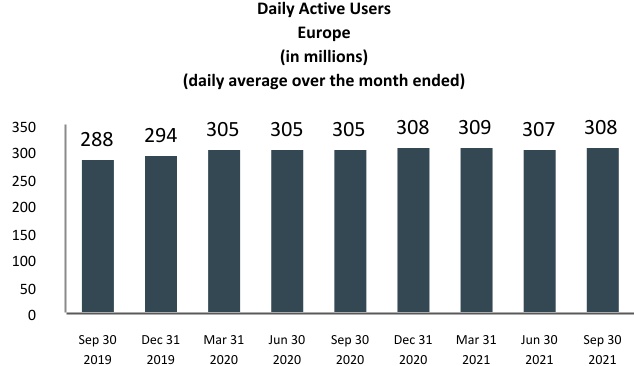 Daily Active Users
Europe
(in millions)
(daily average over the month ended)
350
300
250
200
150
100
50
0
288
294
305
305
305
308
309
307
308
Sep 30 2019
Dec 31 2019
Mar 31 2020
Jun 30 2020
Sep 30 2020
Dec 31 2020
Mar 31 2021
Jun 30 2021
Sep 30 2021